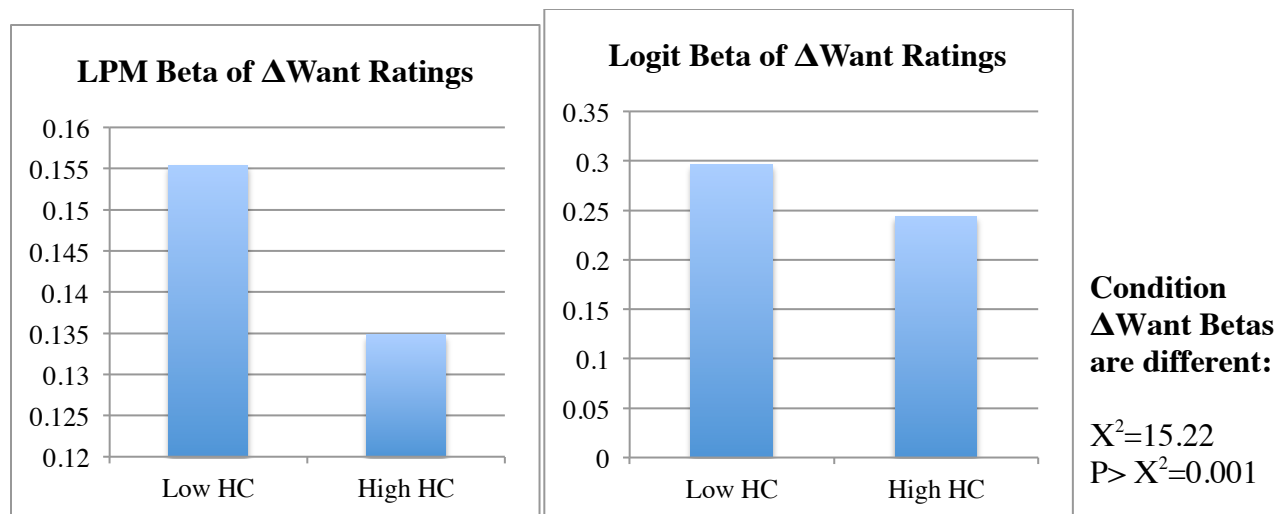 LPM Beta of ΔWant Ratings
0.16
0.155
0.15
0.145
0.14
0.135
0.13
0.125
0.12
Low HC High HC
Logit Beta of ΔWant Ratings
0.35
0.3
0.25
0.2
0.15
0.1
0.05
0
Low HC High HC
Condition
ΔWant Betas
are different:
X²=15.22
P> X²=0.001